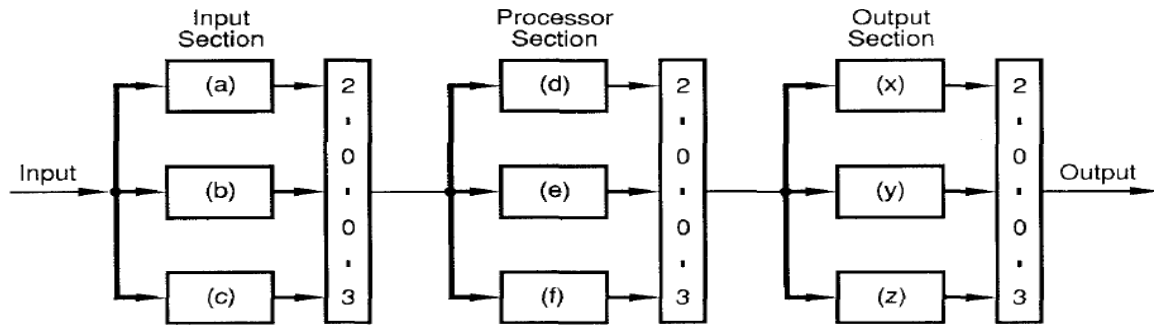 Input
Section
Processor
Section
Output
Section
(a)
2
(d)
2
(x)
2
-
-
-
Input
(b)
0
(e)
0
(y)
0
Output
-
-
-
0
0
0
-
-
-
(c)
3
(f)
3
(z)
3